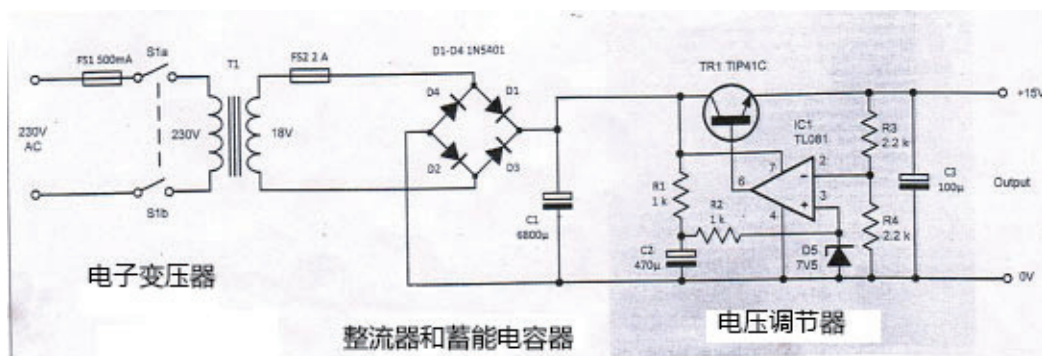 FS1 500mA
S1a
T1
FS2 2 A
D1-D4 1N5401
TR1 TIP41C
+15V
D4
D1
IC1
TL081
R3
2.2 k
230V
AC
230V
18V
2
7
6
3
4
C3
100µ
Output
D2
D3
R1
1 k
R2
1 k
C1
6800µ
R4
2.2 k
S1b
C2
470µ
D5
7V5
0V
电子变压器
整流器和蓄能电容器
电压调节器